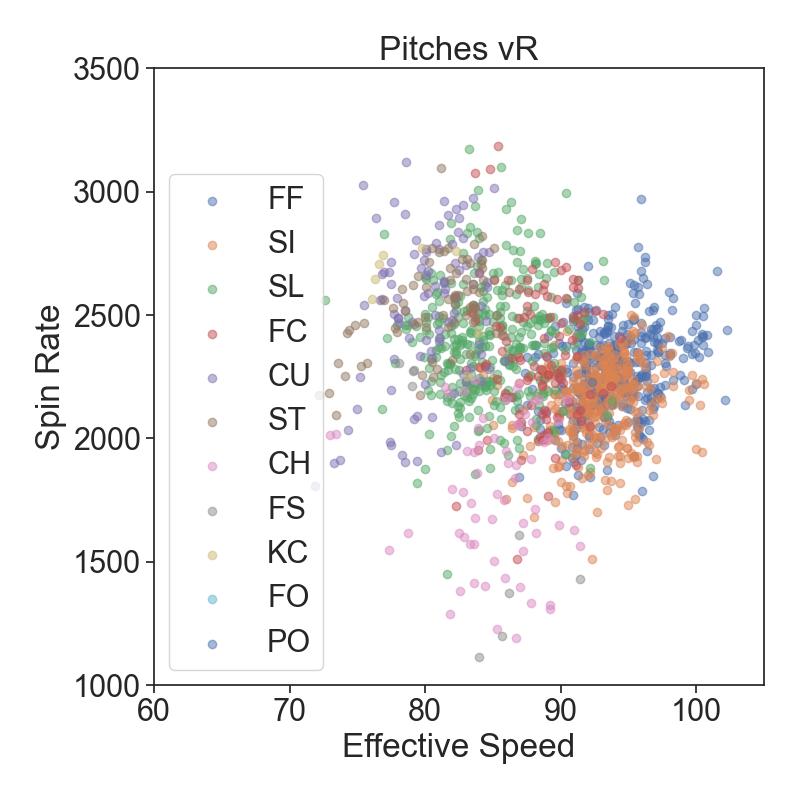 Pitches vR
3500
3000
2500
2000
1500
1000
Spin Rate
FF
SI
SL
FC
CU
ST
CH
FS
KC
FO
PO
60
70
80
90
100
Effective Speed